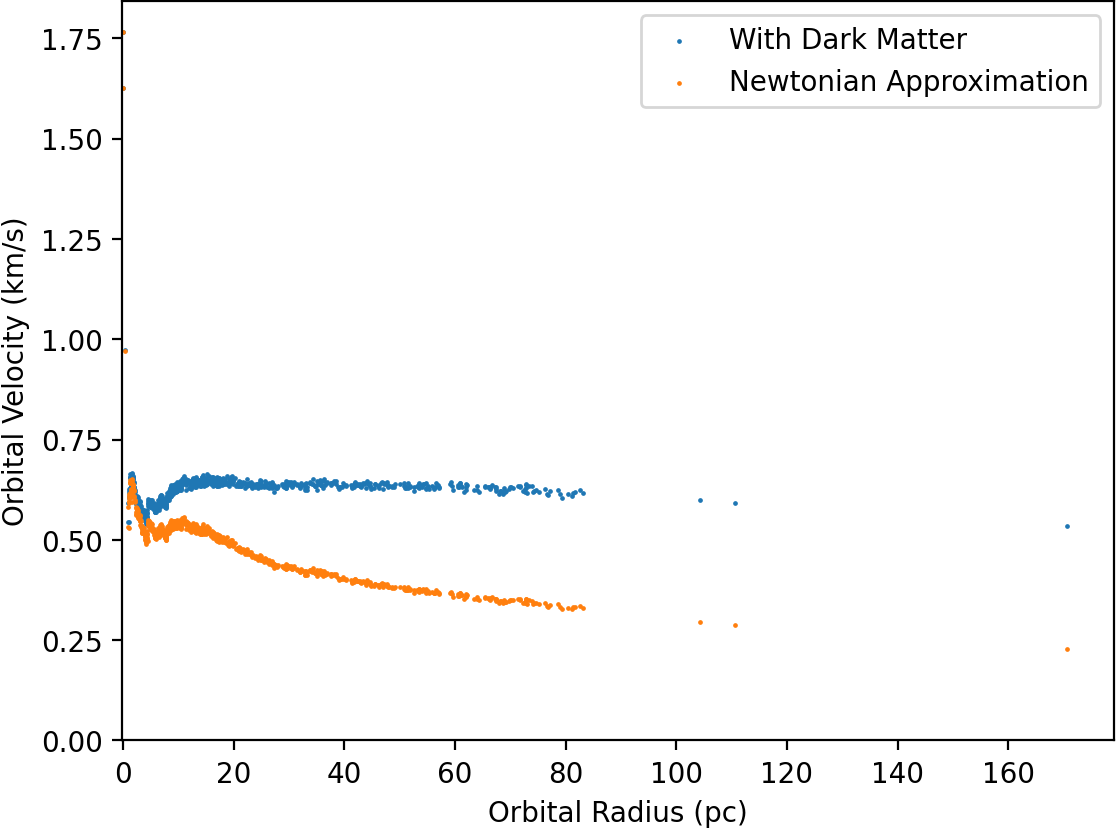 With Dark Matter
Newtonian Approximation
1.75
1.50
1.25
1.00
0.75
0.50
0.25
0.00
Orbital Velocity (km/s)
0 20 40 60 80 100 120 140 160
Orbital Radius (pc)